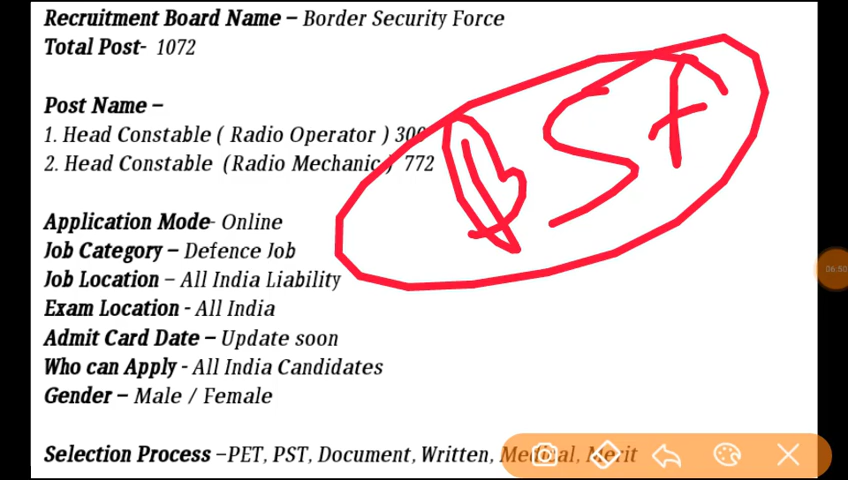 Recruitment Board Name – Border Security Force
Total Post- 1072
Post Name –
1. Head Constable ( Radio Operator ) 300
2. Head Constable (Radio Mechanic ) 772
BSF
Application Mode- Online
Job Category – Defence Job
Job Location – All India Liability
Exam Location - All India
Admit Card Date – Update soon
Who can Apply - All India Candidates
Gender – Male / Female
Selection Process –PET, PST, Document, Written, Medical, Merit
06:50